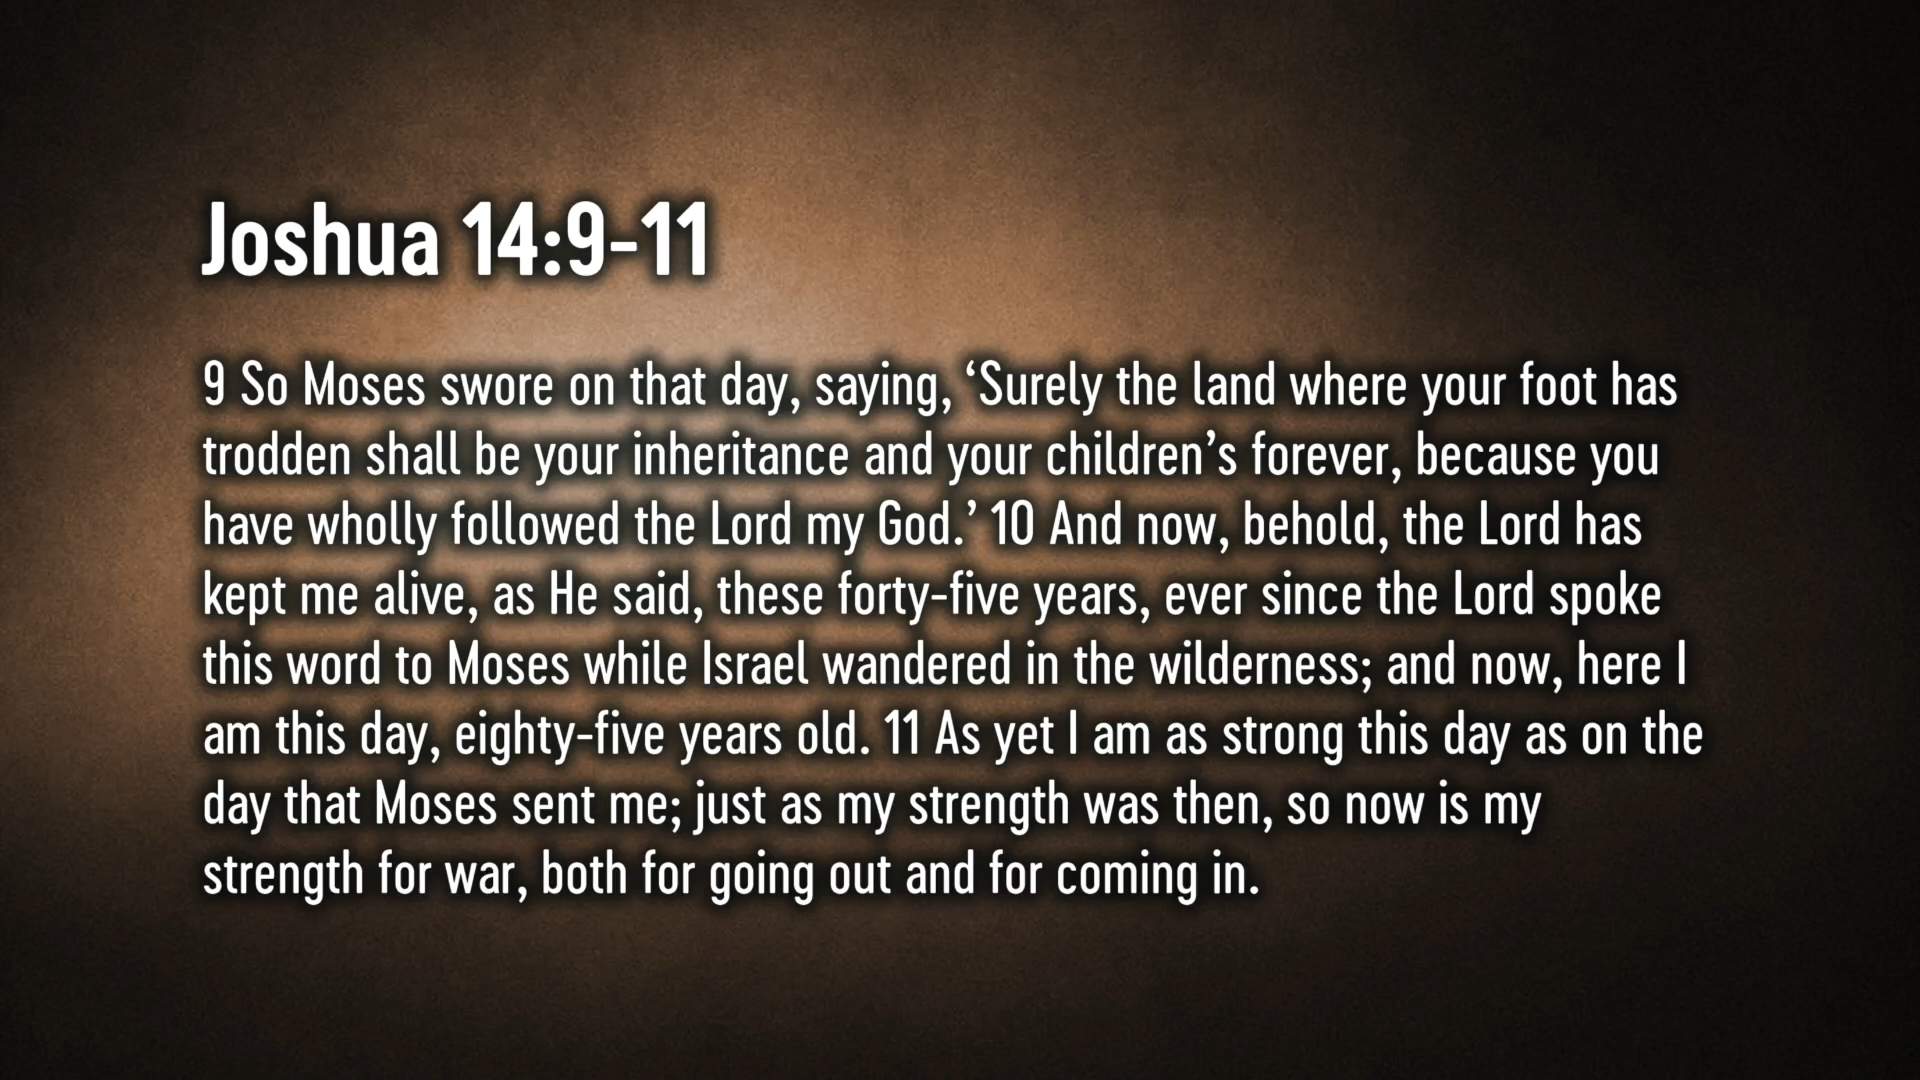 Joshua 14:9-11
9 So Moses swore on that day, saying, ‘Surely the land where your foot has
trodden shall be your inheritance and your children’s forever, because you
have wholly followed the Lord my God.’ 10 And now, behold, the Lord has
kept me alive, as He said, these forty-five years, ever since the Lord spoke
this word to Moses while Israel wandered in the wilderness; and now, here I
am this day, eighty-five years old. 11 As yet I am as strong this day as on the
day that Moses sent me; just as my strength was then, so now is my
strength for war, both for going out and for coming in.